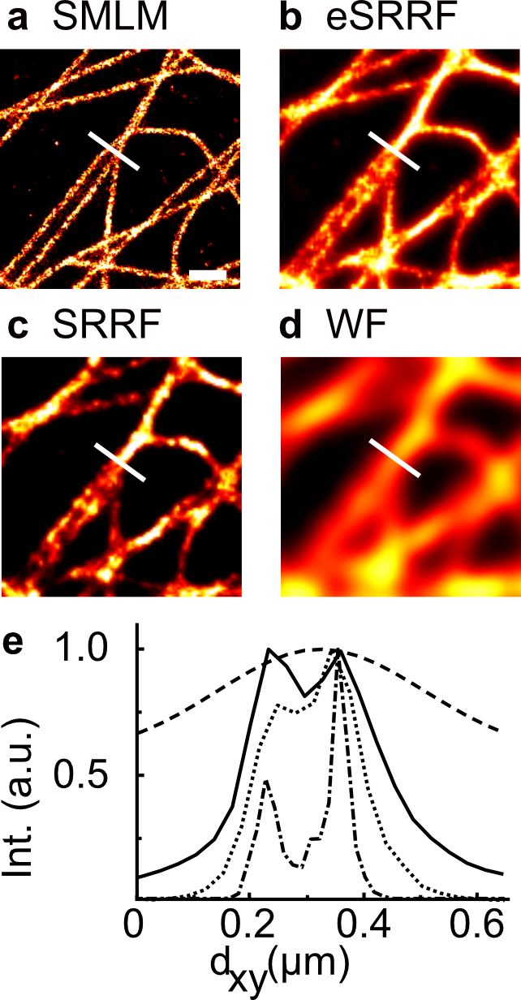 a SMLM
b eSRRF
c SRRF
d WF
e
1.0
0.5
Int. (a.u.)
0 0.2 0.4 0.6
dxy(μm)